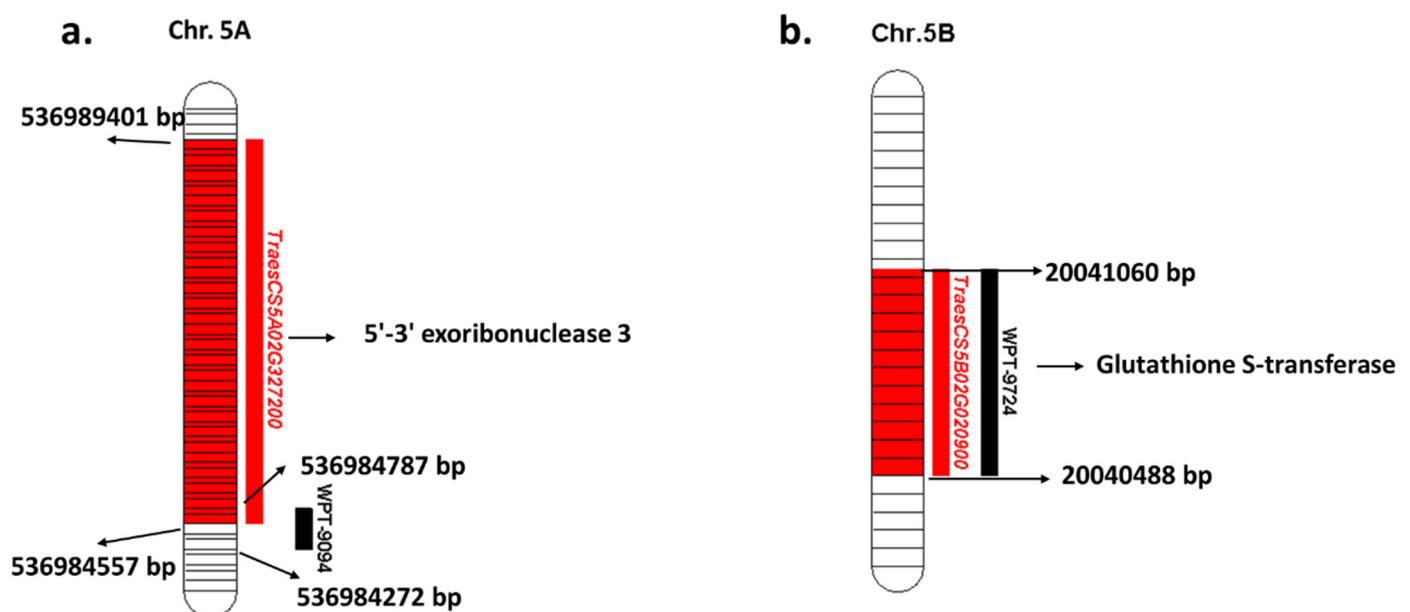 a.
Chr. 5A
536989401 bp
TraesCS5A02G327200
5'-3' exoribonuclease 3
536984787 bp
WPT-9094
536984557 bp
536984272 bp
b.
Chr.5B
20041060 bp
TraesCS5B02G020900
WPT-9724
Glutathione S-transferase
20040488 bp